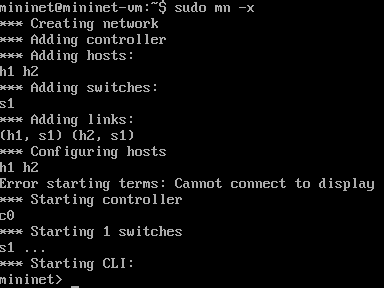 mininet@mininet-vm:~$ sudo mn -x
*** Creating network
*** Adding controller
*** Adding hosts:
h1 h2
*** Adding switches:
s1
*** Adding links:
(h1, s1) (h2, s1)
*** Configuring hosts
h1 h2
Error starting terms: Cannot connect to display
*** Starting controller
c0
*** Starting 1 switches
s1 ...
*** Starting CLI:
mininet> _